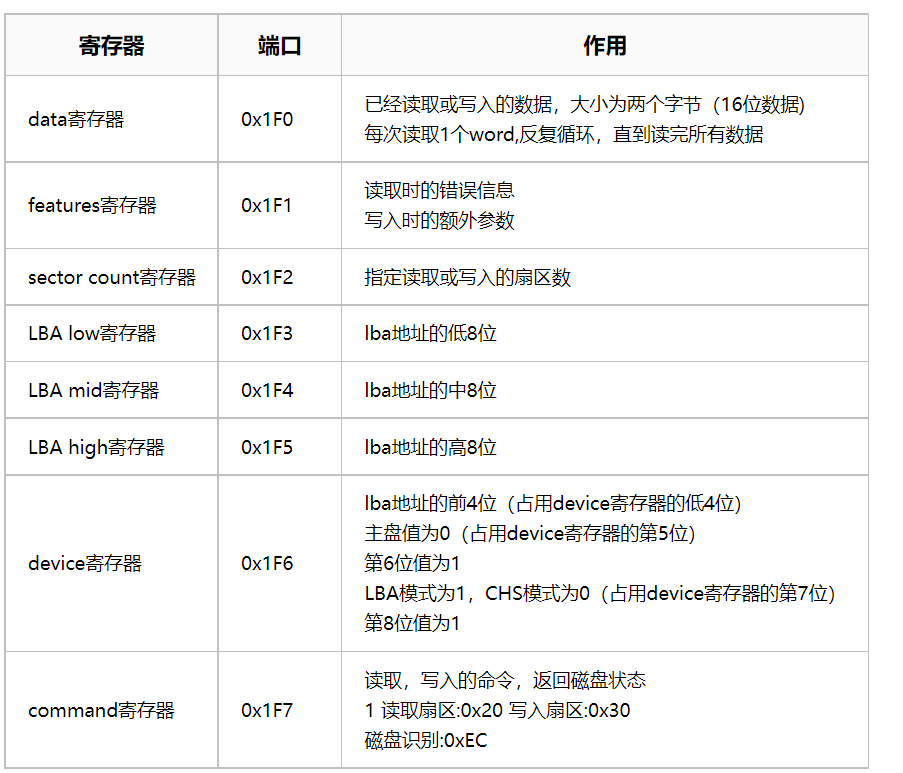 寄存器 端口 作用
data寄存器 0x1F0 已经读取或写入的数据，大小为两个字节（16位数据)
每次读取1个word,反复循环，直到读完所有数据
features寄存器 0x1F1 读取时的错误信息
写入时的额外参数
sector count寄存器 0x1F2 指定读取或写入的扇区数
LBA low寄存器 0x1F3 lba地址的低8位
LBA mid寄存器 0x1F4 lba地址的中8位
LBA high寄存器 0x1F5 lba地址的高8位
device寄存器 0x1F6 lba地址的前4位（占用device寄存器的低4位）
主盘值为0（占用device寄存器的第5位）
第6位值为1
LBA模式为1，CHS模式为0（占用device寄存器的第7位）
第8位值为1
command寄存器 0x1F7 读取，写入的命令，返回磁盘状态
1 读取扇区:0x20 写入扇区:0x30
磁盘识别:0xEC